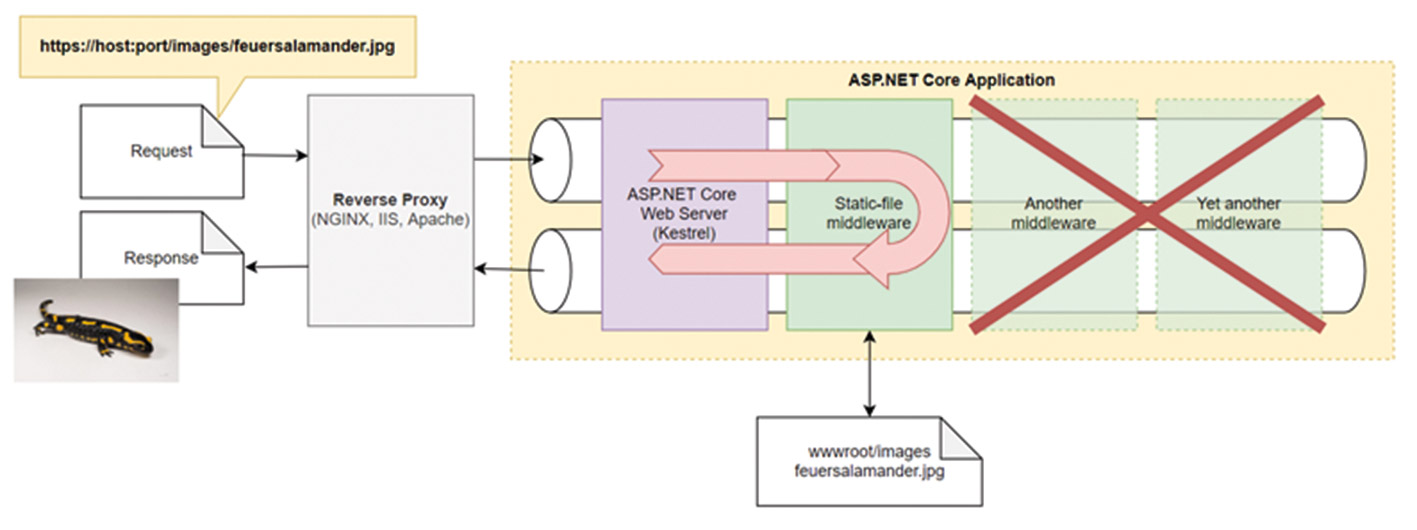 https://host:port/images/feuersalamander.jpg
ASP.NET Core Application
Request
Reverse Proxy
(NGINX, IIS, Apache)
Response
ASP.NET Core
Web Server
(Kestrel)
Static-file
middleware
Another
middleware
Yet another
middleware
wwwroot/images
feuersalamander.jpg